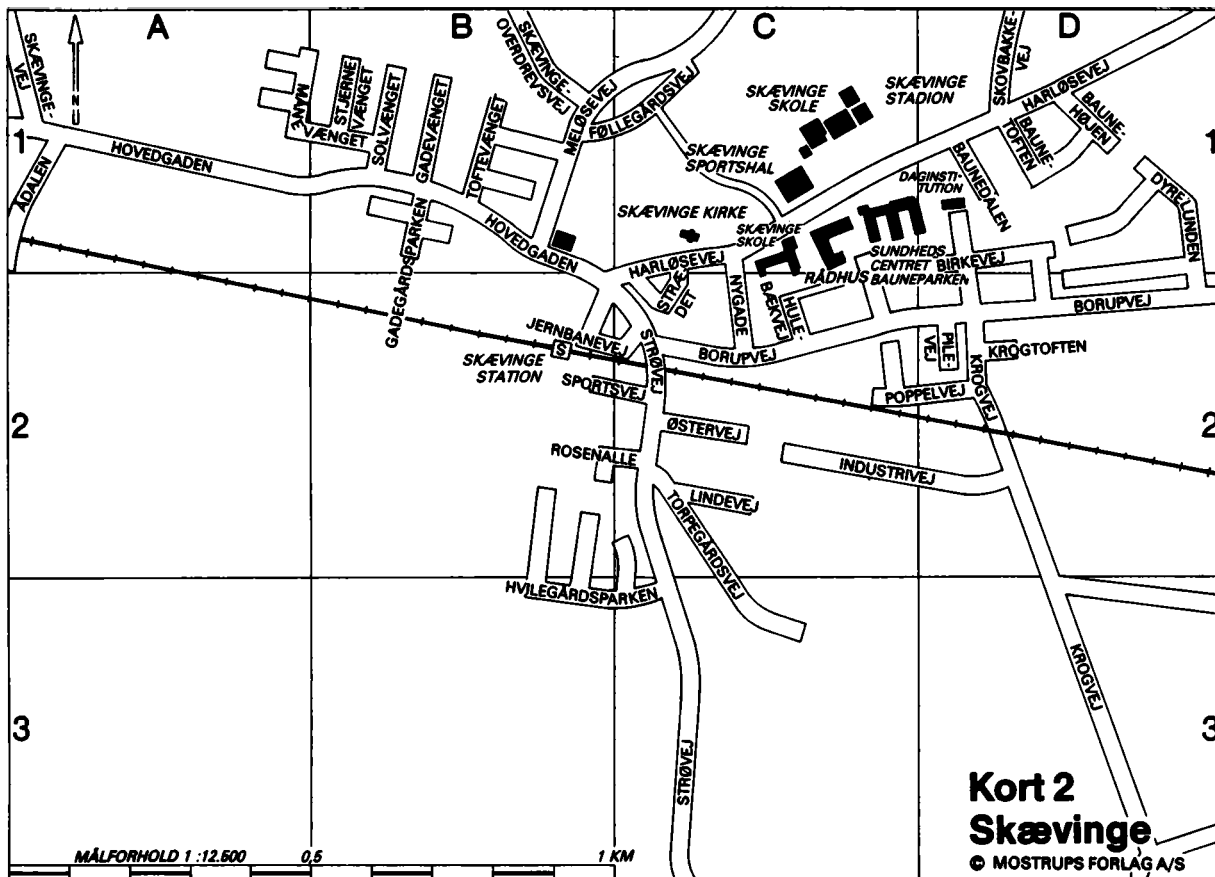 A
B
C
D
1
1
2
2
3
3
N
SKÆVINGE-
VEJ
ÅDALEN
HOVEDGADEN
MÅNE
VÆNGET
STJERNE
VÆNGET
SOLVÆNGET
GADEVÆNGET
TOFTEVÆNGET
SKÆVINGE-
OVERDREVSVEJ
MELØSEVEJ
FØLLEGÅRDSVEJ
SKÆVINGE
SKOLE
SKÆVINGE
STADION
SKOVBAKKE-
VEJ
HARLØSEVEJ
BAUNE-
HØJEN
BAUNE-
TOFTEN
SKÆVINGE
SPORTSHAL
DAGINSTI-
TUTION
BAUNEDALEN
DYRELUNDEN
SKÆVINGE KIRKE
SKÆVINGE
SKOLE
HOVEDGADEN
GADEGÅRDSPARKEN
HARLØSEVEJ
STRÆ-
DET
NYGADE
BÆKVEJ
HULE-
RÅDHUS
SUNDHEDS
CENTRET
BAUNEPARKEN
BIRKEVEJ
BORUPVEJ
JERNBANEVEJ
S
SKÆVINGE
STATION
STRØVEJ
BORUPVEJ
PILE-
VEJ
KROGTOFTEN
KROGVEJ
POPPELVEJ
SPORTSVEJ
ØSTERVEJ
ROSENALLE
INDUSTRIVEJ
LINDEVEJ
TORPEGÅRDSVEJ
HVILEGÅRDSPARKEN
KROGVEJ
STRØVEJ
Kort 2
Skævinge
© MOSTRUPS FORLAG A/S
MÅLFORHOLD 1 :12.500 0,5 1 KM